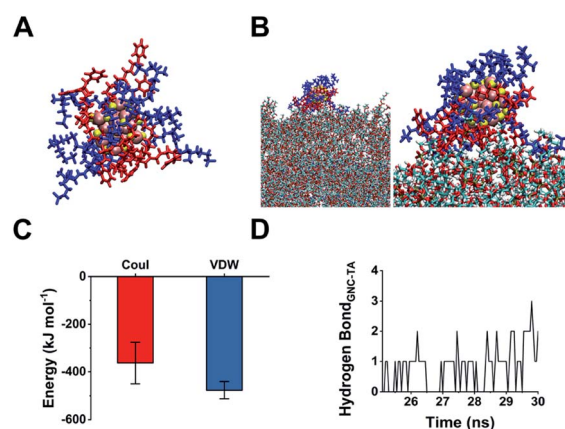 A
B
C
D
Coul VDW
0
-200
-400
-600
Energy (kJ mol⁻¹)
4
3
2
1
0
Hydrogen Bond_GNC-TA
26 27 28 29 30
Time (ns)